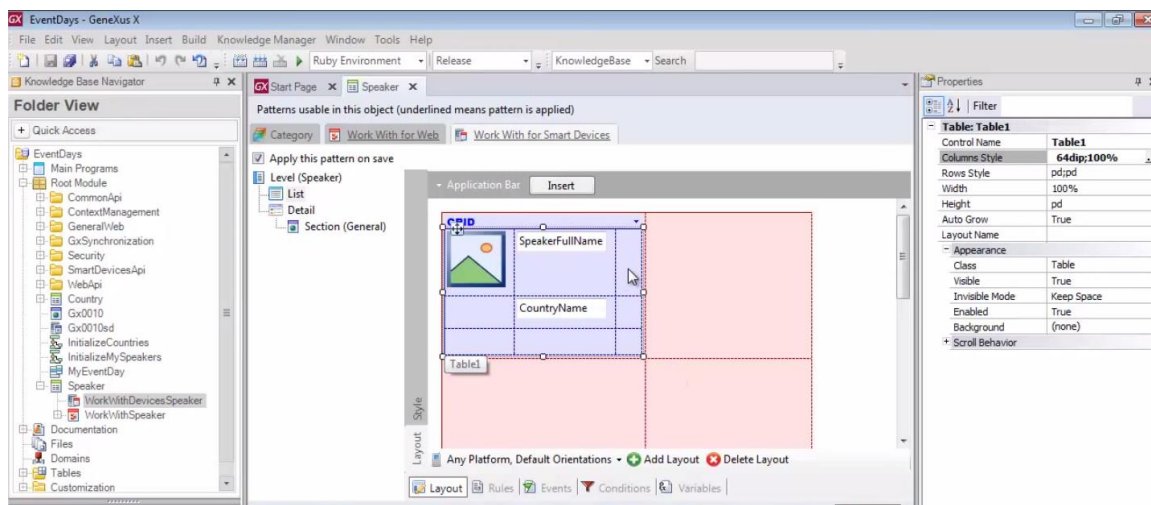 EventDays - GeneXus X
File Edit View Layout Insert Build Knowledge Manager Window Tools Help
Ruby Environment Release KnowledgeBase Search
Knowledge Base Navigator
Folder View
Quick Access
EventDays
Main Programs
Root Module
CommonApi
ContextManagement
GeneralWeb
GxSynchronization
Security
SmartDevicesApi
WebApi
Country
Gx0010
Gx0010sd
InitializeCountries
InitializeMySpeakers
MyEventDay
Speaker
WorkWithDevicesSpeaker
WorkWithSpeaker
Documentation
Files
Domains
Tables
Customization
Start Page Speaker
Patterns usable in this object (underlined means pattern is applied)
Category Work With for Web Work With for Smart Devices
Apply this pattern on save
Level (Speaker)
List
Detail
Section (General)
Application Bar Insert
GRID
SpeakerFullName
CountryName
Table1
Style
Layout
Any Platform, Default Orientations Add Layout Delete Layout
Layout Rules Events Conditions Variables
Properties
Filter
Table: Table1
Control Name Table1
Columns Style 64dip;100%
Rows Style pd;pd
Width 100%
Height pd
Auto Grow True
Layout Name
Appearance
Class Table
Visible True
Invisible Mode Keep Space
Enabled True
Background (none)
Scroll Behavior